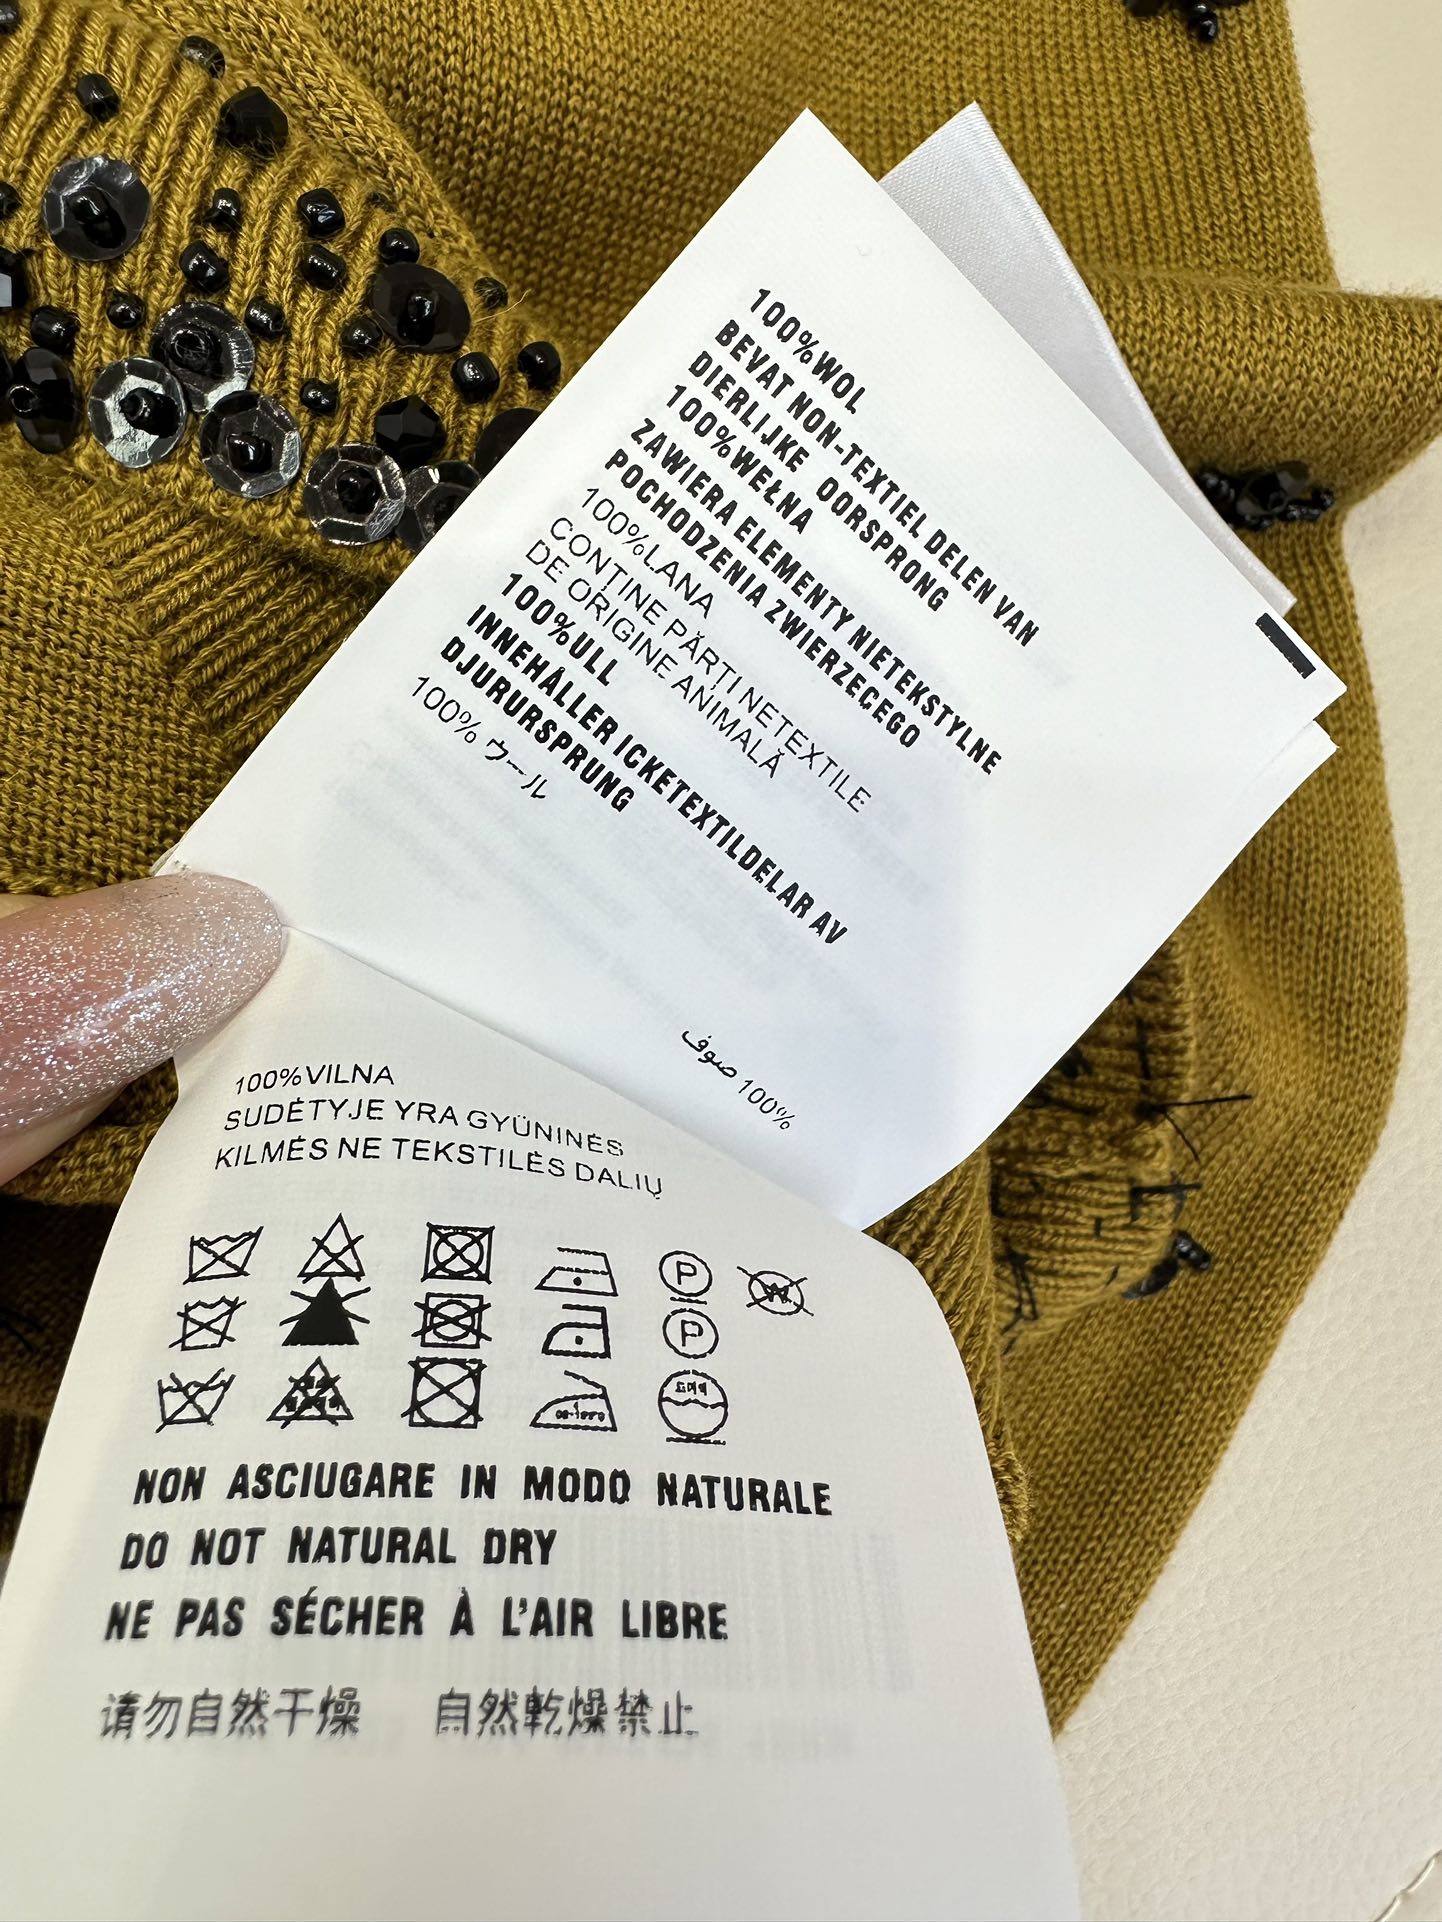 100%WOL
BEVAT NON-TEXTIEL DELEN VAN
DIERLIJKE OORSPRONG
100%WEŁNA
ZAWIERA ELEMENTY NIETEKSTYLNE
POCHODZENIA ZWIERZECEGO
100%LANA
CONŢINE PĂRŢI NETEXTILE
DE ORIGINE ANIMALĂ
100%ULL
INNEHÅLLER ICKETEXTILDELAR AV
DJURURSPRUNG
100% ウール
100% صوف
100%VILNA
SUDĖTYJE YRA GYŪNINĖS
KILMĖS NE TEKSTILĖS DALIŲ
P W
P
NON ASCIUGARE IN MODO NATURALE
DO NOT NATURAL DRY
NE PAS SÉCHER À L'AIR LIBRE
请勿自然干燥 自然乾燥禁止